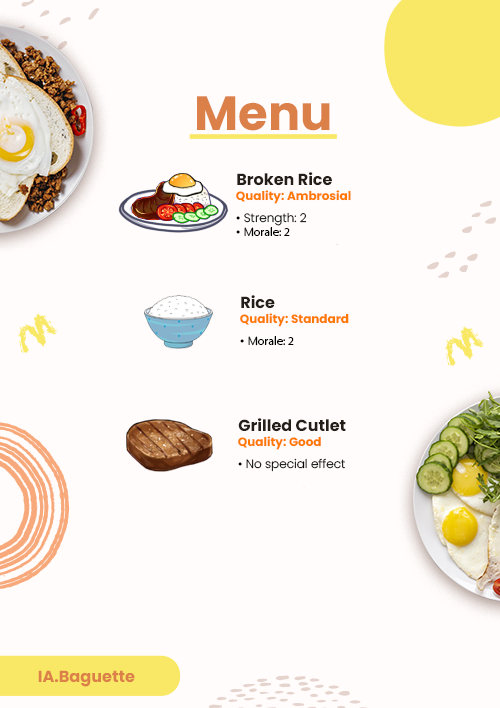 Menu
Broken Rice
Quality: Ambrosial
• Strength: 2
• Morale: 2
Rice
Quality: Standard
• Morale: 2
Grilled Cutlet
Quality: Good
• No special effect
IA.Baguette